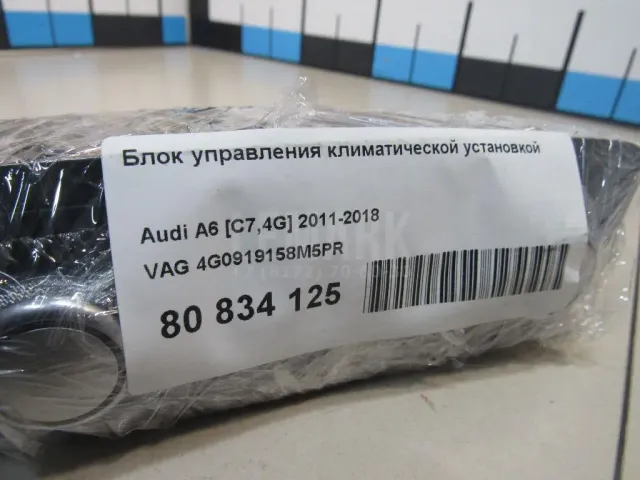 Блок управления климатической установкой
Audi A6 [C7,4G] 2011-2018
VAG 4G0919158M5PR
80 834 125